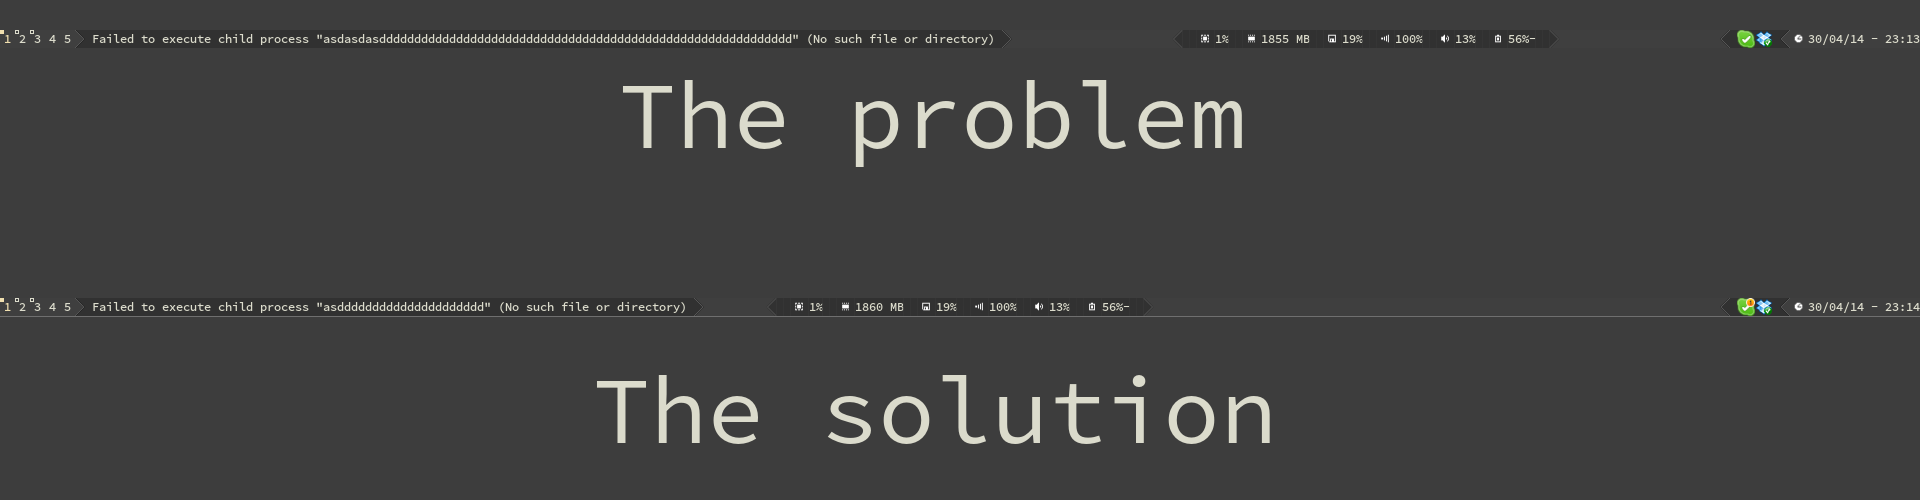 1 2 3 4 5 Failed to execute child process "asdasdasddddddddddddddddddddddddddddddddddddddddddddddddddddddddddd" (No such file or directory) 1% 1855 MB 19% 100% 13% 56%- 30/04/14 - 23:13
The problem
1 2 3 4 5 Failed to execute child process "asddddddddddddddddddddd" (No such file or directory) 1% 1860 MB 19% 100% 13% 56%- 30/04/14 - 23:14
The solution